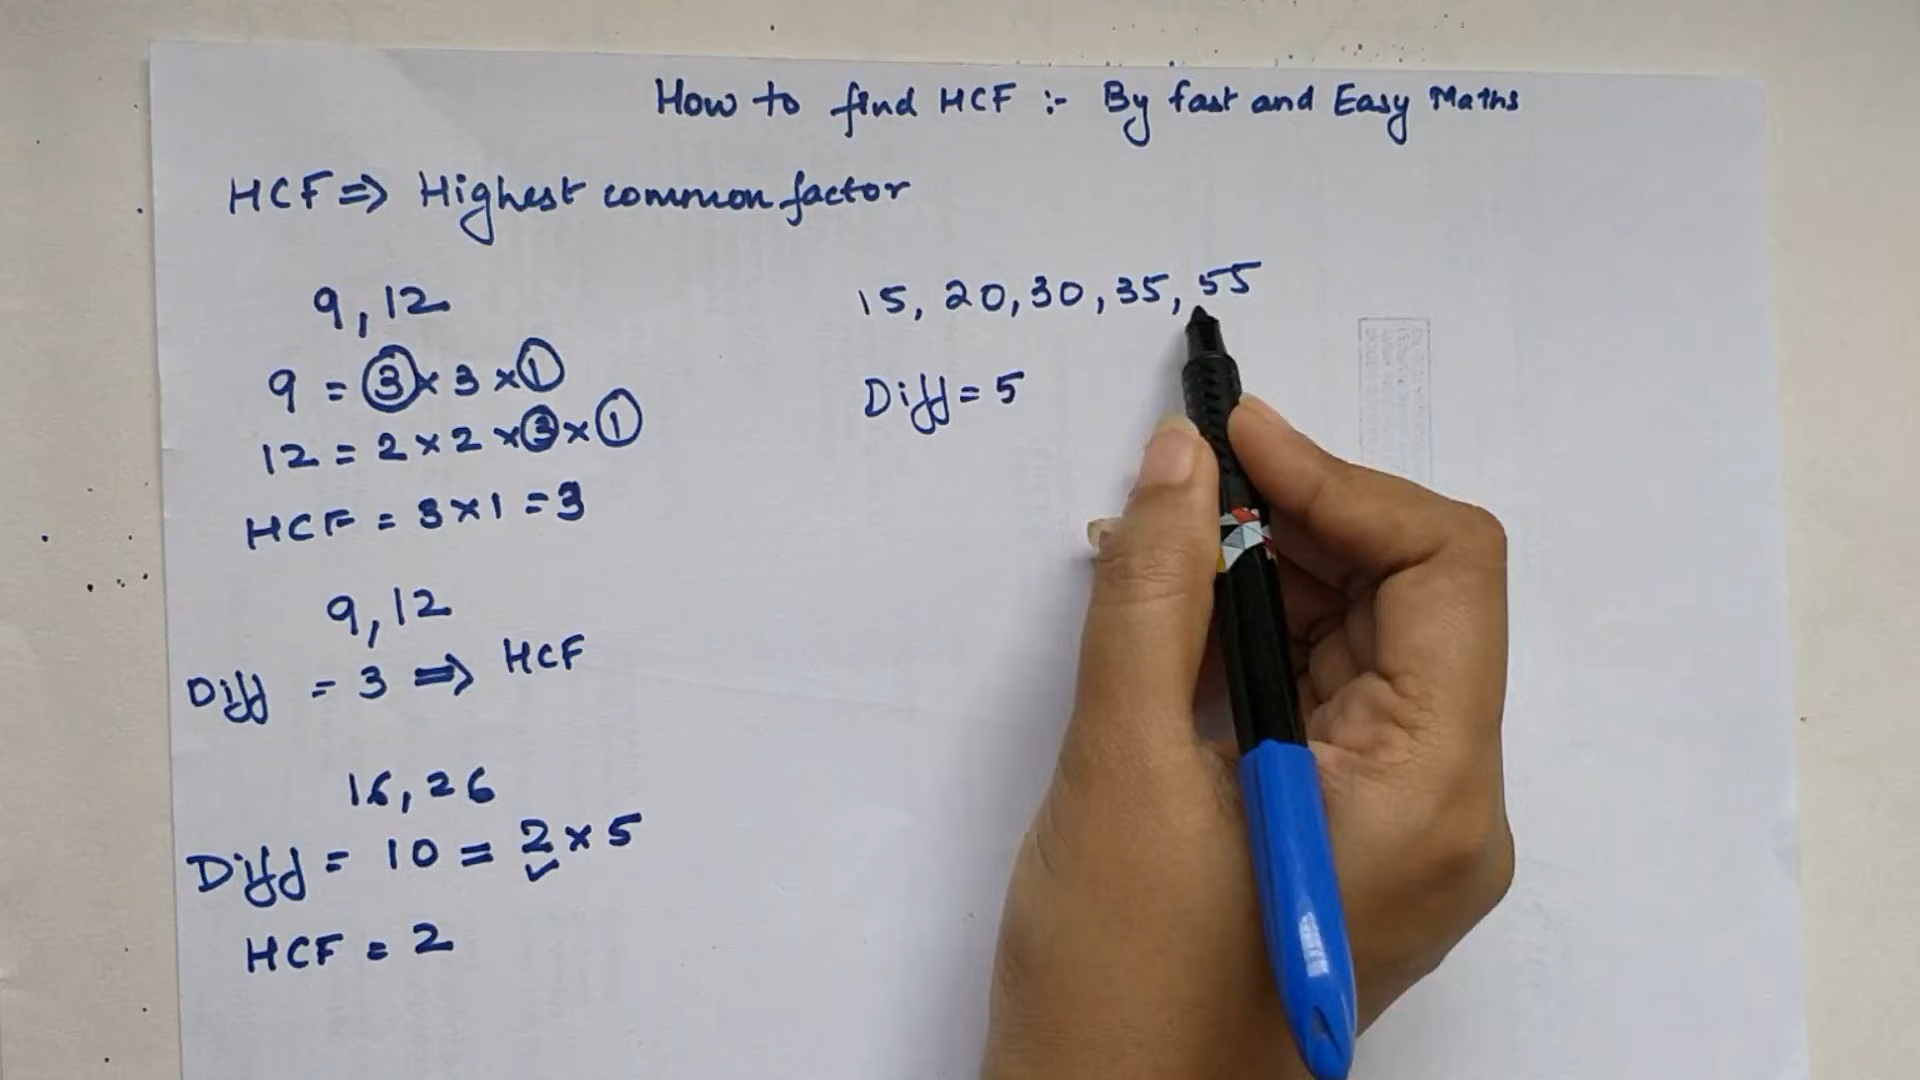 How to find HCF :- By fast and Easy Maths
HCF => Highest common factor
9, 12
9 = 3 × 3 × 1
12 = 2 × 2 × 3 × 1
HCF = 3 × 1 = 3
9, 12
Diff = 3 => HCF
16, 26
Diff = 10 = 2 × 5
HCF = 2
15, 20, 30, 35, 55
Diff = 5